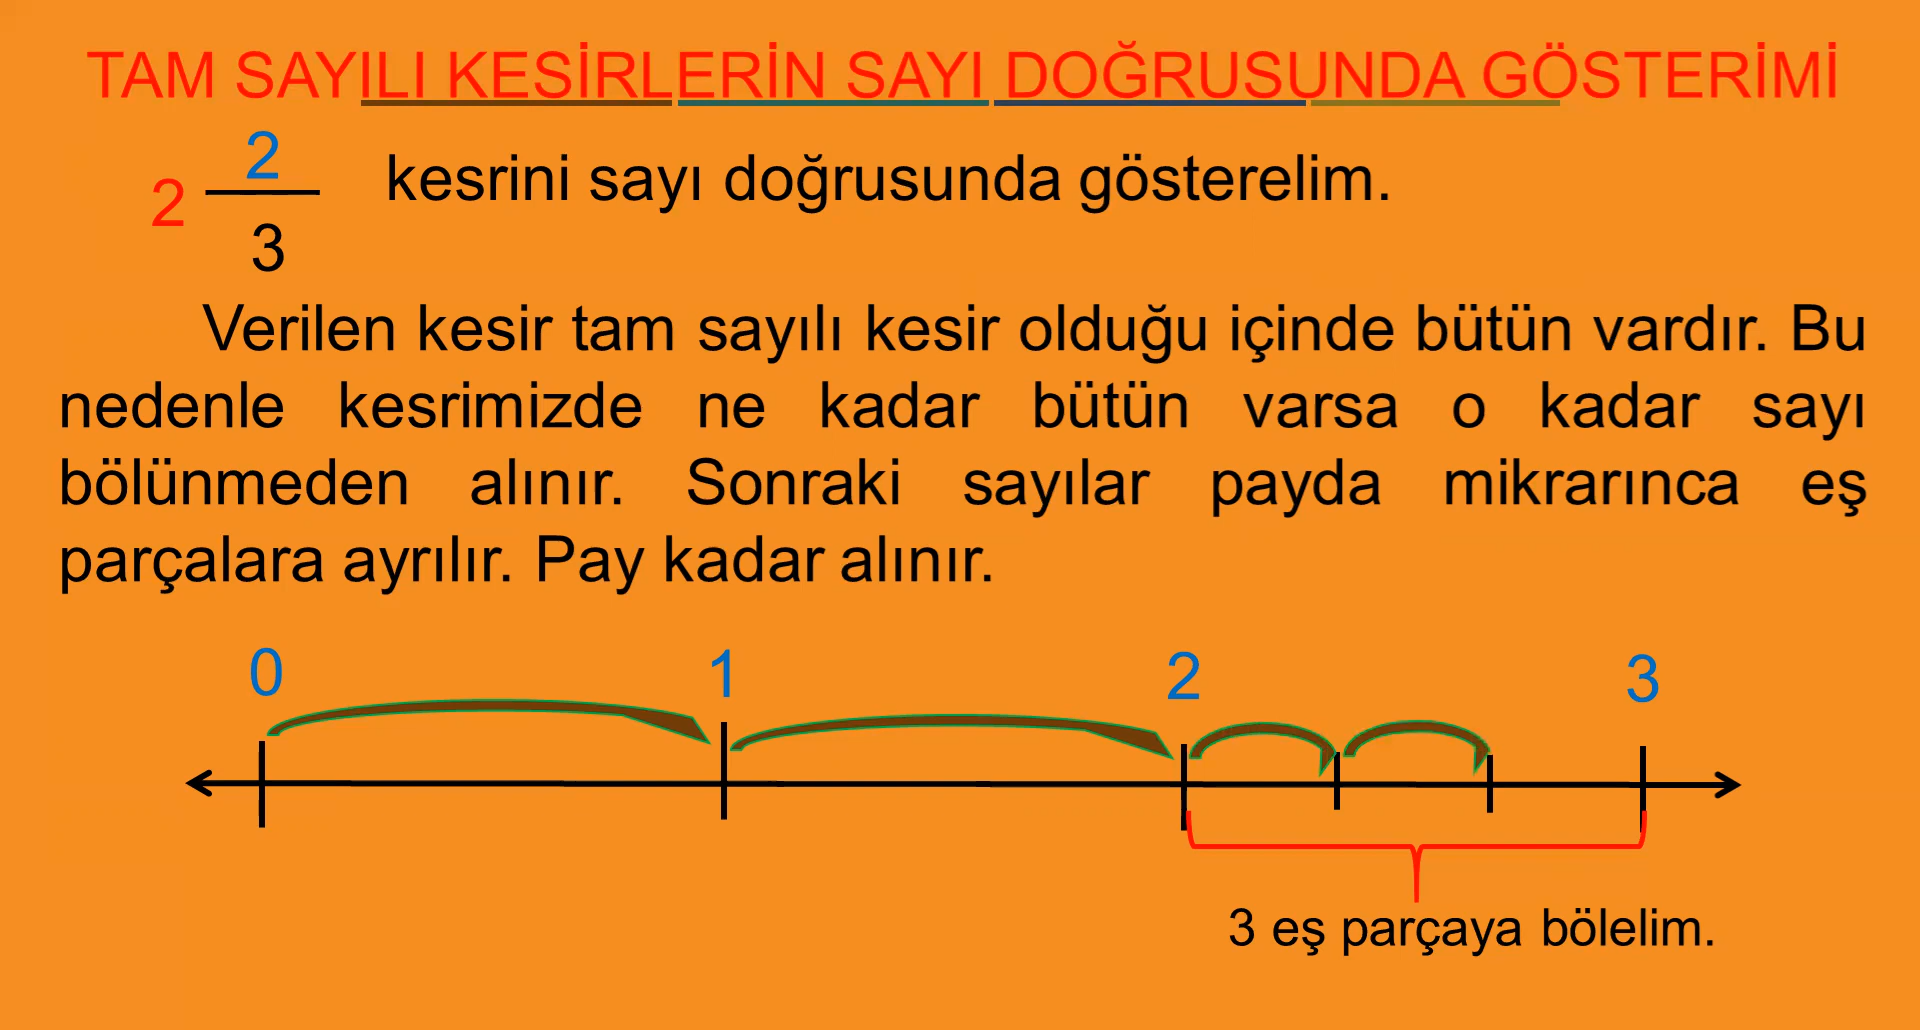 TAM SAYILI KESİRLERİN SAYI DOĞRUSUNDA GÖSTERİMİ
2 2/3 kesrini sayı doğrusunda gösterelim.
Verilen kesir tam sayılı kesir olduğu içinde bütün vardır. Bu
nedenle kesrimizde ne kadar bütün varsa o kadar sayı
bölünmeden alınır. Sonraki sayılar payda mikrarınca eş
parçalara ayrılır. Pay kadar alınır.
0 1 2 3
3 eş parçaya bölelim.